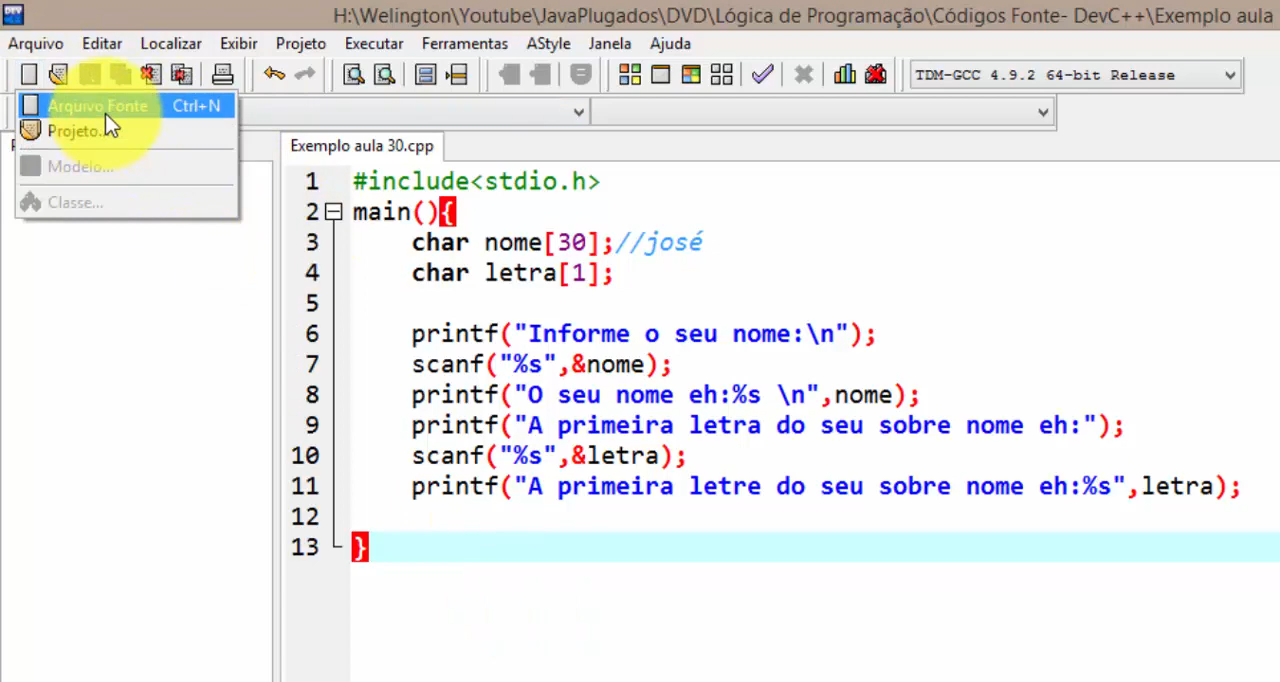 H:\Welington\Youtube\JavaPlugados\DVD\Lógica de Programação\Códigos Fonte- DevC++\Exemplo aula
Arquivo Editar Localizar Exibir Projeto Executar Ferramentas AStyle Janela Ajuda
TDM-GCC 4.9.2 64-bit Release
Arquivo Fonte Ctrl+N
Projeto...
Modelo...
Classe...
Exemplo aula 30.cpp
1 #include<stdio.h>
2 main(){
3 char nome[30];//josé
4 char letra[1];
5
6 printf("Informe o seu nome:\n");
7 scanf("%s",&nome);
8 printf("O seu nome eh:%s \n",nome);
9 printf("A primeira letra do seu sobre nome eh:");
10 scanf("%s",&letra);
11 printf("A primeira letre do seu sobre nome eh:%s",letra);
12
13 }